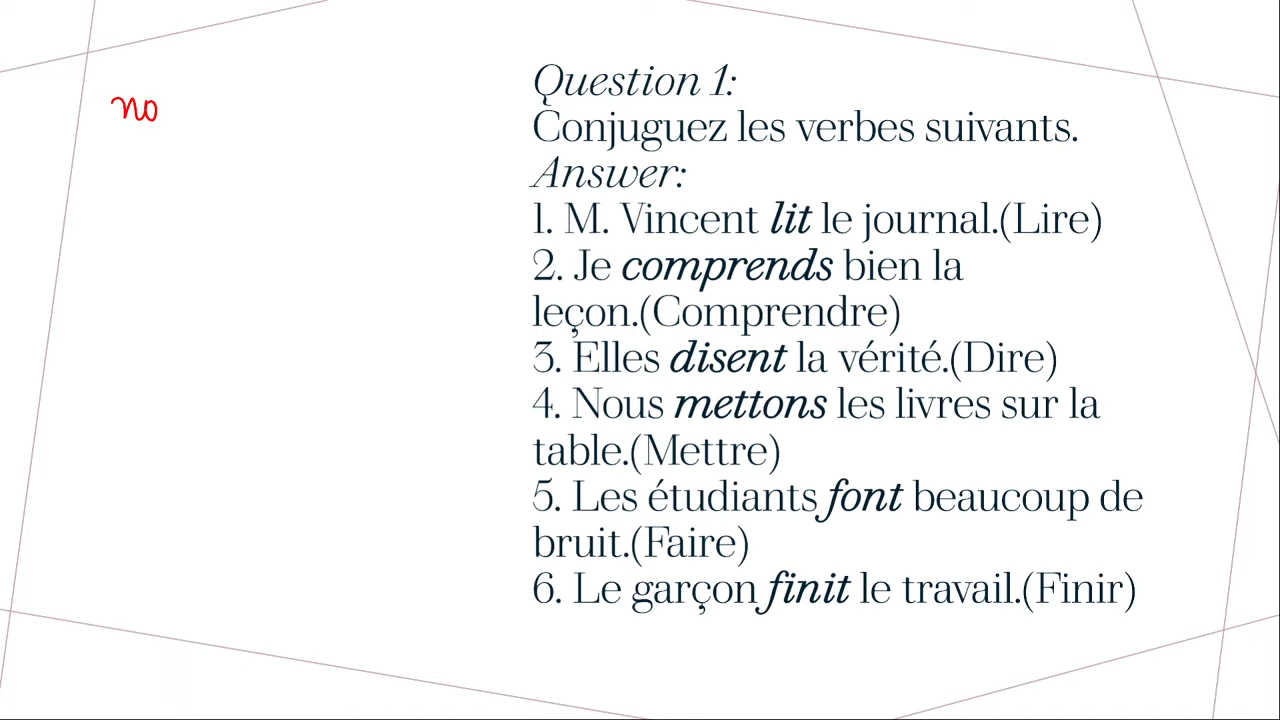 no
Question 1:
Conjuguez les verbes suivants.
Answer:
1. M. Vincent lit le journal.(Lire)
2. Je comprends bien la
leçon.(Comprendre)
3. Elles disent la vérité.(Dire)
4. Nous mettons les livres sur la
table.(Mettre)
5. Les étudiants font beaucoup de
bruit.(Faire)
6. Le garçon finit le travail.(Finir)